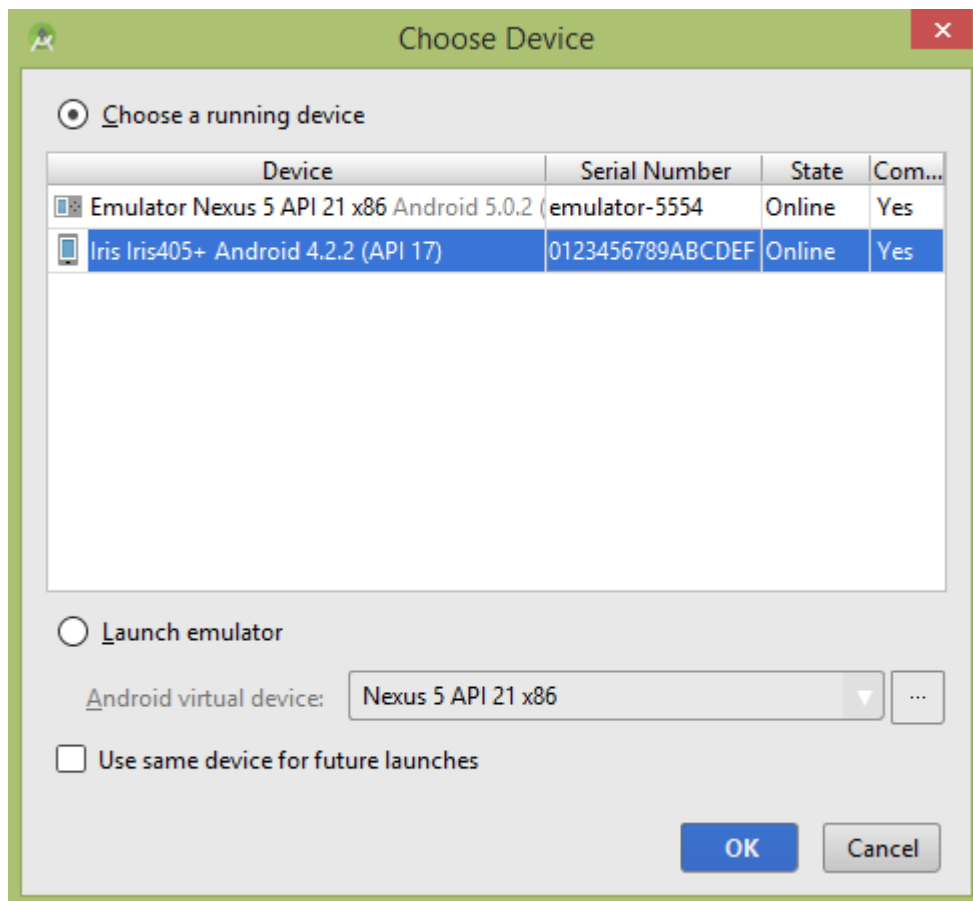 Choose Device
Choose a running device
Device Serial Number State Com...
Emulator Nexus 5 API 21 x86 Android 5.0.2 ( emulator-5554 Online Yes
Iris Iris405+ Android 4.2.2 (API 17) 0123456789ABCDEF Online Yes
Launch emulator
Android virtual device: Nexus 5 API 21 x86 ...
Use same device for future launches
OK Cancel